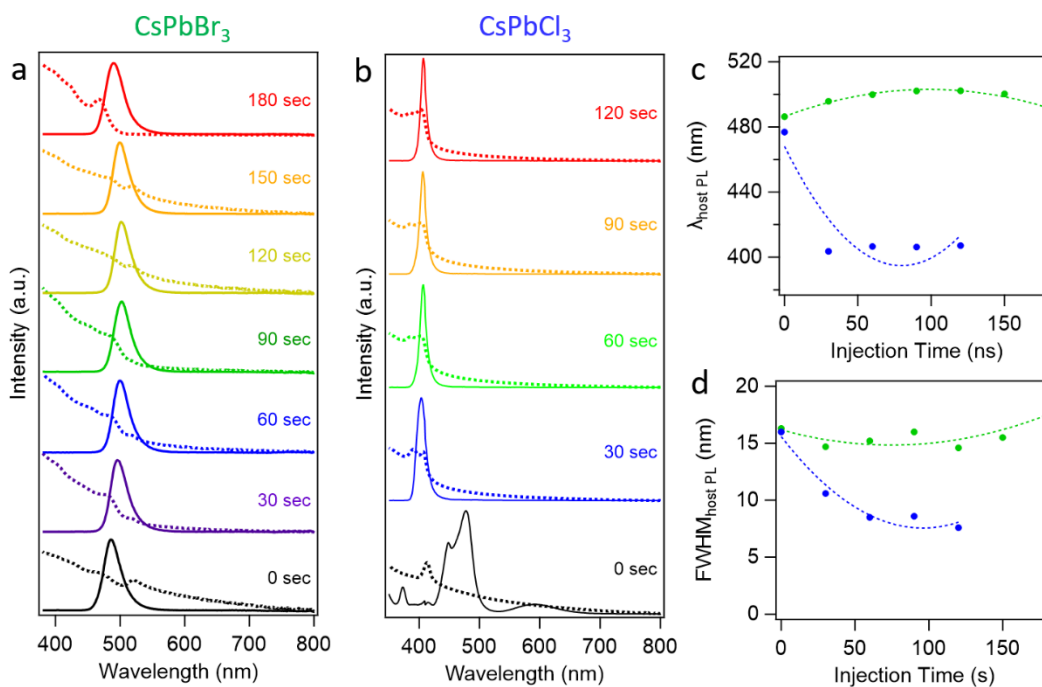 CsPbBr3
CsPbCl3
a
180 sec
150 sec
120 sec
90 sec
60 sec
30 sec
0 sec
Intensity (a.u.)
400 500 600 700 800
Wavelength (nm)
b
120 sec
90 sec
60 sec
30 sec
0 sec
Intensity (a.u.)
400 500 600 700 800
Wavelength (nm)
c
520
480
440
400
λhost PL (nm)
0 50 100 150
Injection Time (ns)
d
20
15
10
5
0
FWHMhost PL (nm)
0 50 100 150
Injection Time (s)